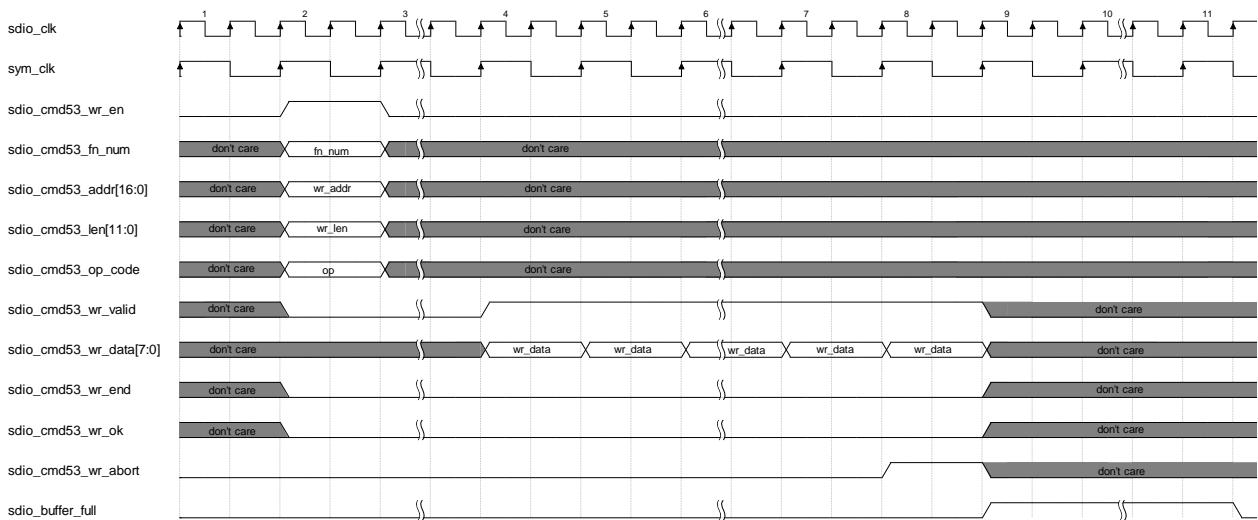 1 2 3 4 5 6 7 8 9 10 11
sdio_clk
sym_clk
sdio_cmd53_wr_en
sdio_cmd53_fn_num don't care fn_num don't care
sdio_cmd53_addr[16:0] don't care wr_addr don't care
sdio_cmd53_len[11:0] don't care wr_len don't care
sdio_cmd53_op_code don't care op don't care
sdio_cmd53_wr_valid don't care don't care
sdio_cmd53_wr_data[7:0] don't care wr_data wr_data wr_data wr_data wr_data don't care
sdio_cmd53_wr_end don't care don't care
sdio_cmd53_wr_ok don't care don't care
sdio_cmd53_wr_abort don't care
sdio_buffer_full